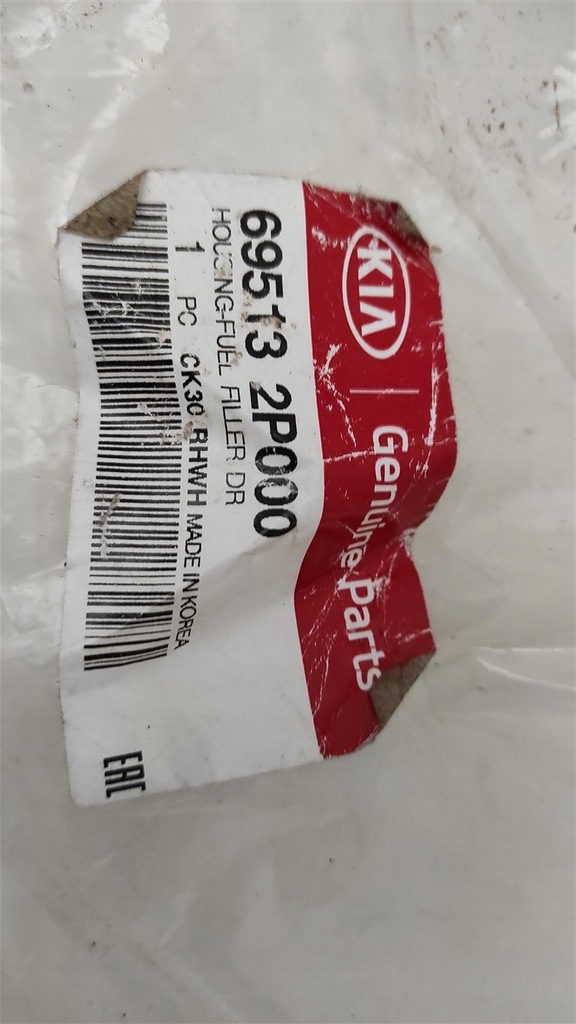 KIA | Genuine Parts
69513 2P000
HOUSING-FUEL FILLER DR
1 PC CK30 RHWH MADE IN KOREA
EAC